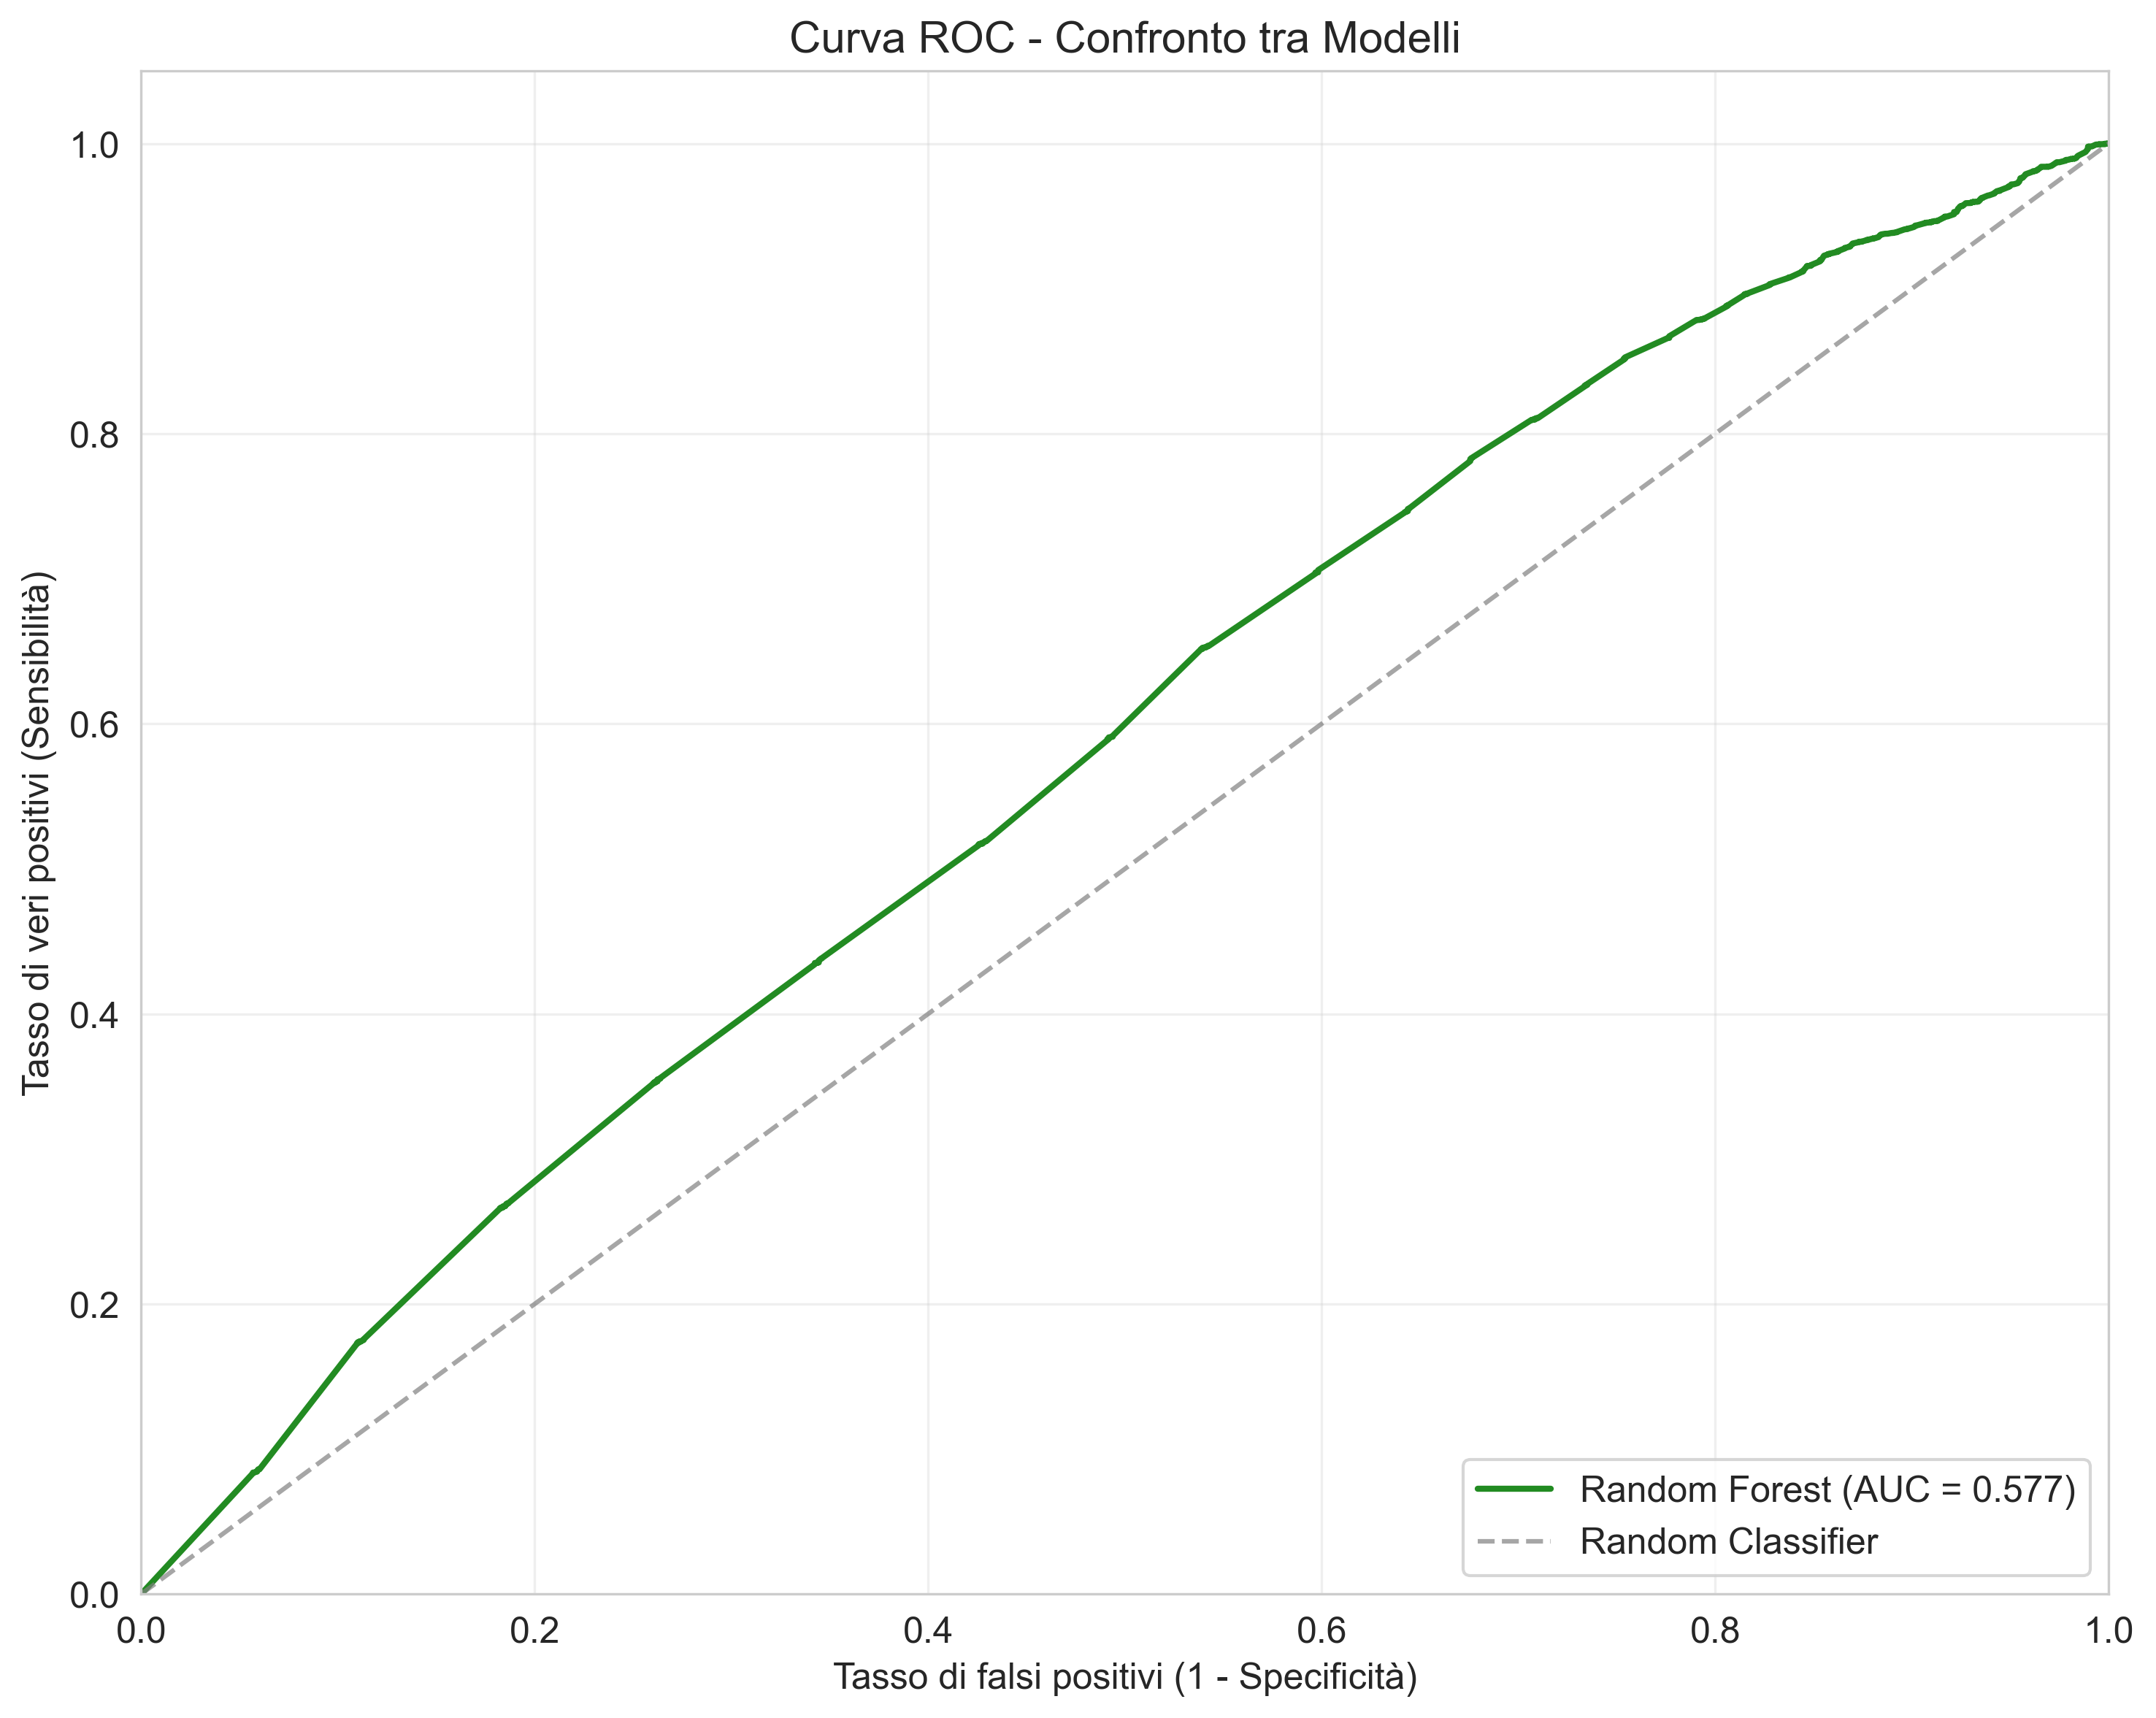 Curva ROC - Confronto tra Modelli
Tasso di veri positivi (Sensibilità)
1.0
0.8
0.6
0.4
0.2
0.0
0.0 0.2 0.4 0.6 0.8 1.0
Tasso di falsi positivi (1 - Specificità)
Random Forest (AUC = 0.577)
Random Classifier